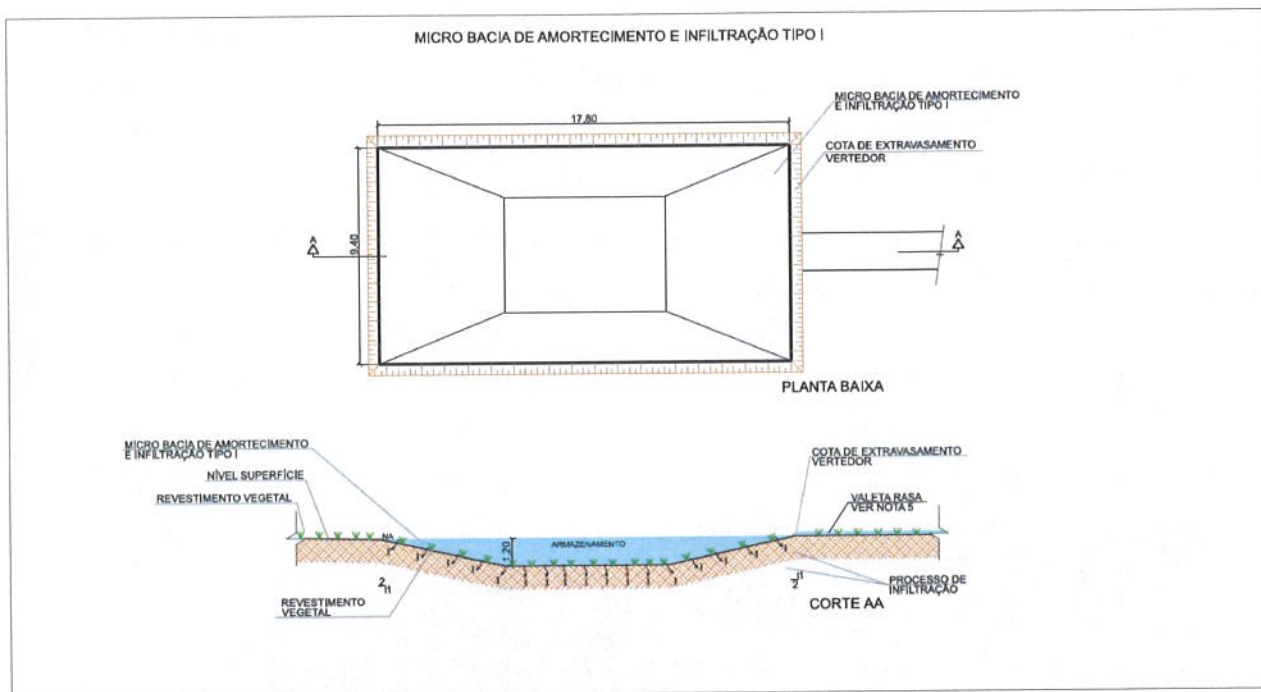 MICRO BACIA DE AMORTECIMENTO E INFILTRAÇÃO TIPO I
MICRO BACIA DE AMORTECIMENTO
E INFILTRAÇÃO TIPO I
17.80
COTA DE EXTRAVASAMENTO
VERTEDOR
A
9.40
A
PLANTA BAIXA
MICRO BACIA DE AMORTECIMENTO
E INFILTRAÇÃO TIPO I
COTA DE EXTRAVASAMENTO
VERTEDOR
NÍVEL SUPERFÍCIE
REVESTIMENTO VEGETAL
VALETA RASA
VER NOTA 5
NA
1.20
ARMAZENAMENTO
2
1
1
2
PROCESSO DE
INFILTRAÇÃO
REVESTIMENTO
VEGETAL
CORTE AA